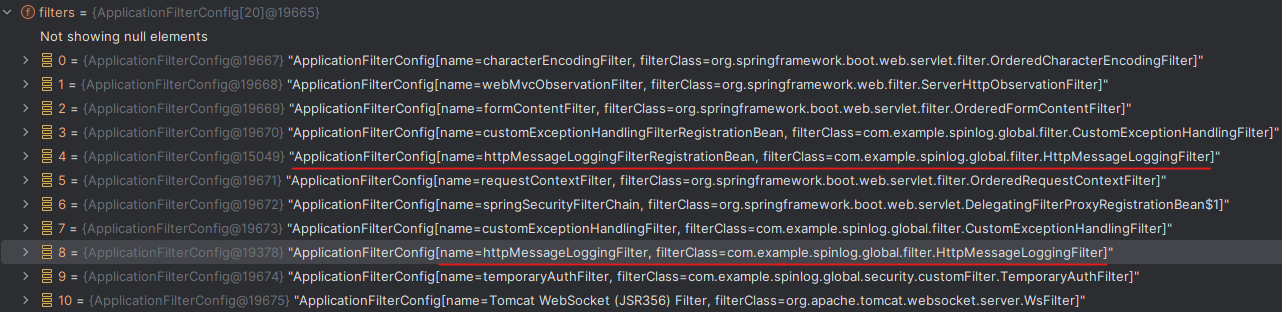 filters = {ApplicationFilterConfig[20]@19665}
Not showing null elements
0 = {ApplicationFilterConfig@19667} "ApplicationFilterConfig[name=characterEncodingFilter, filterClass=org.springframework.boot.web.servlet.filter.OrderedCharacterEncodingFilter]"
1 = {ApplicationFilterConfig@19668} "ApplicationFilterConfig[name=webMvcObservationFilter, filterClass=org.springframework.web.filter.ServerHttpObservationFilter]"
2 = {ApplicationFilterConfig@19669} "ApplicationFilterConfig[name=formContentFilter, filterClass=org.springframework.boot.web.servlet.filter.OrderedFormContentFilter]"
3 = {ApplicationFilterConfig@19670} "ApplicationFilterConfig[name=customExceptionHandlingFilterRegistrationBean, filterClass=com.example.spinlog.global.filter.CustomExceptionHandlingFilter]"
4 = {ApplicationFilterConfig@15049} "ApplicationFilterConfig[name=httpMessageLoggingFilterRegistrationBean, filterClass=com.example.spinlog.global.filter.HttpMessageLoggingFilter]"
5 = {ApplicationFilterConfig@19671} "ApplicationFilterConfig[name=requestContextFilter, filterClass=org.springframework.boot.web.servlet.filter.OrderedRequestContextFilter]"
6 = {ApplicationFilterConfig@19672} "ApplicationFilterConfig[name=springSecurityFilterChain, filterClass=org.springframework.boot.web.servlet.DelegatingFilterProxyRegistrationBean$1]"
7 = {ApplicationFilterConfig@19673} "ApplicationFilterConfig[name=customExceptionHandlingFilter, filterClass=com.example.spinlog.global.filter.CustomExceptionHandlingFilter]"
8 = {ApplicationFilterConfig@19378} "ApplicationFilterConfig[name=httpMessageLoggingFilter, filterClass=com.example.spinlog.global.filter.HttpMessageLoggingFilter]"
9 = {ApplicationFilterConfig@19674} "ApplicationFilterConfig[name=temporaryAuthFilter, filterClass=com.example.spinlog.global.security.customFilter.TemporaryAuthFilter]"
10 = {ApplicationFilterConfig@19675} "ApplicationFilterConfig[name=Tomcat WebSocket (JSR356) Filter, filterClass=org.apache.tomcat.websocket.server.WsFilter]"